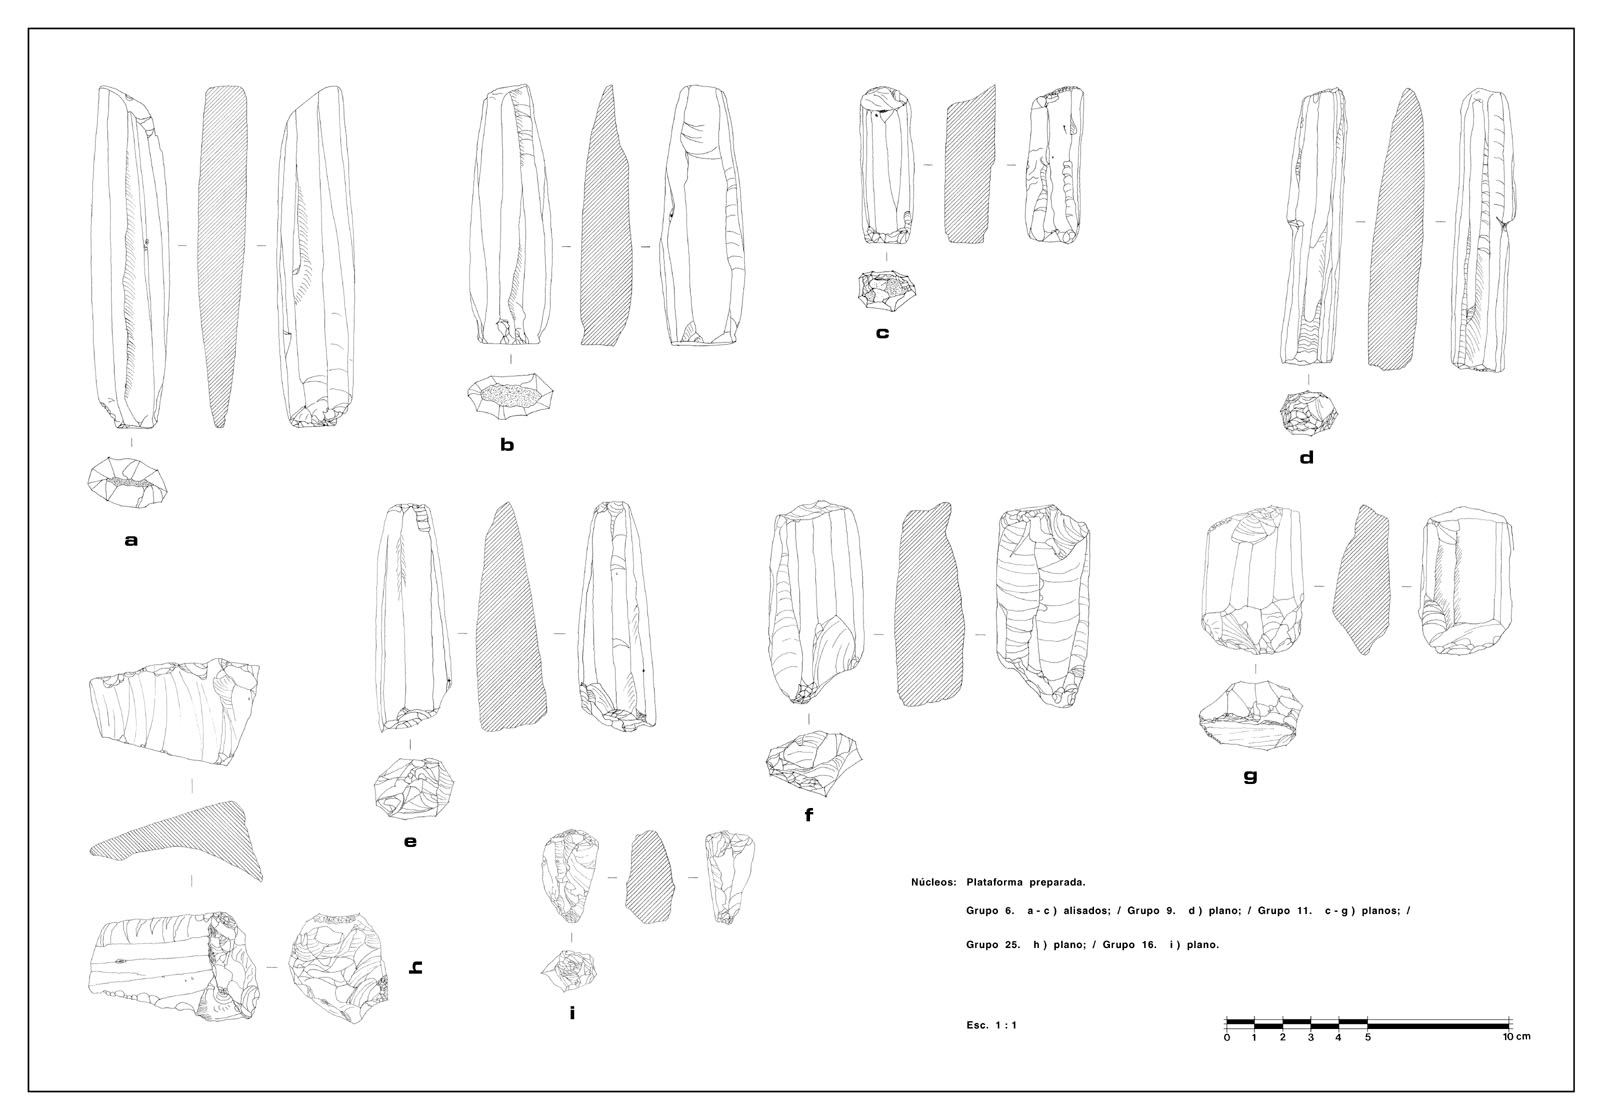 a
b
c
d
e
f
g
h
i
Núcleos: Plataforma preparada.
Grupo 6. a - c ) alisados; / Grupo 9. d ) plano; / Grupo 11. c - g ) planos; /
Grupo 25. h ) plano; / Grupo 16. i ) plano.
Esc. 1 : 1
0 1 2 3 4 5 10 cm